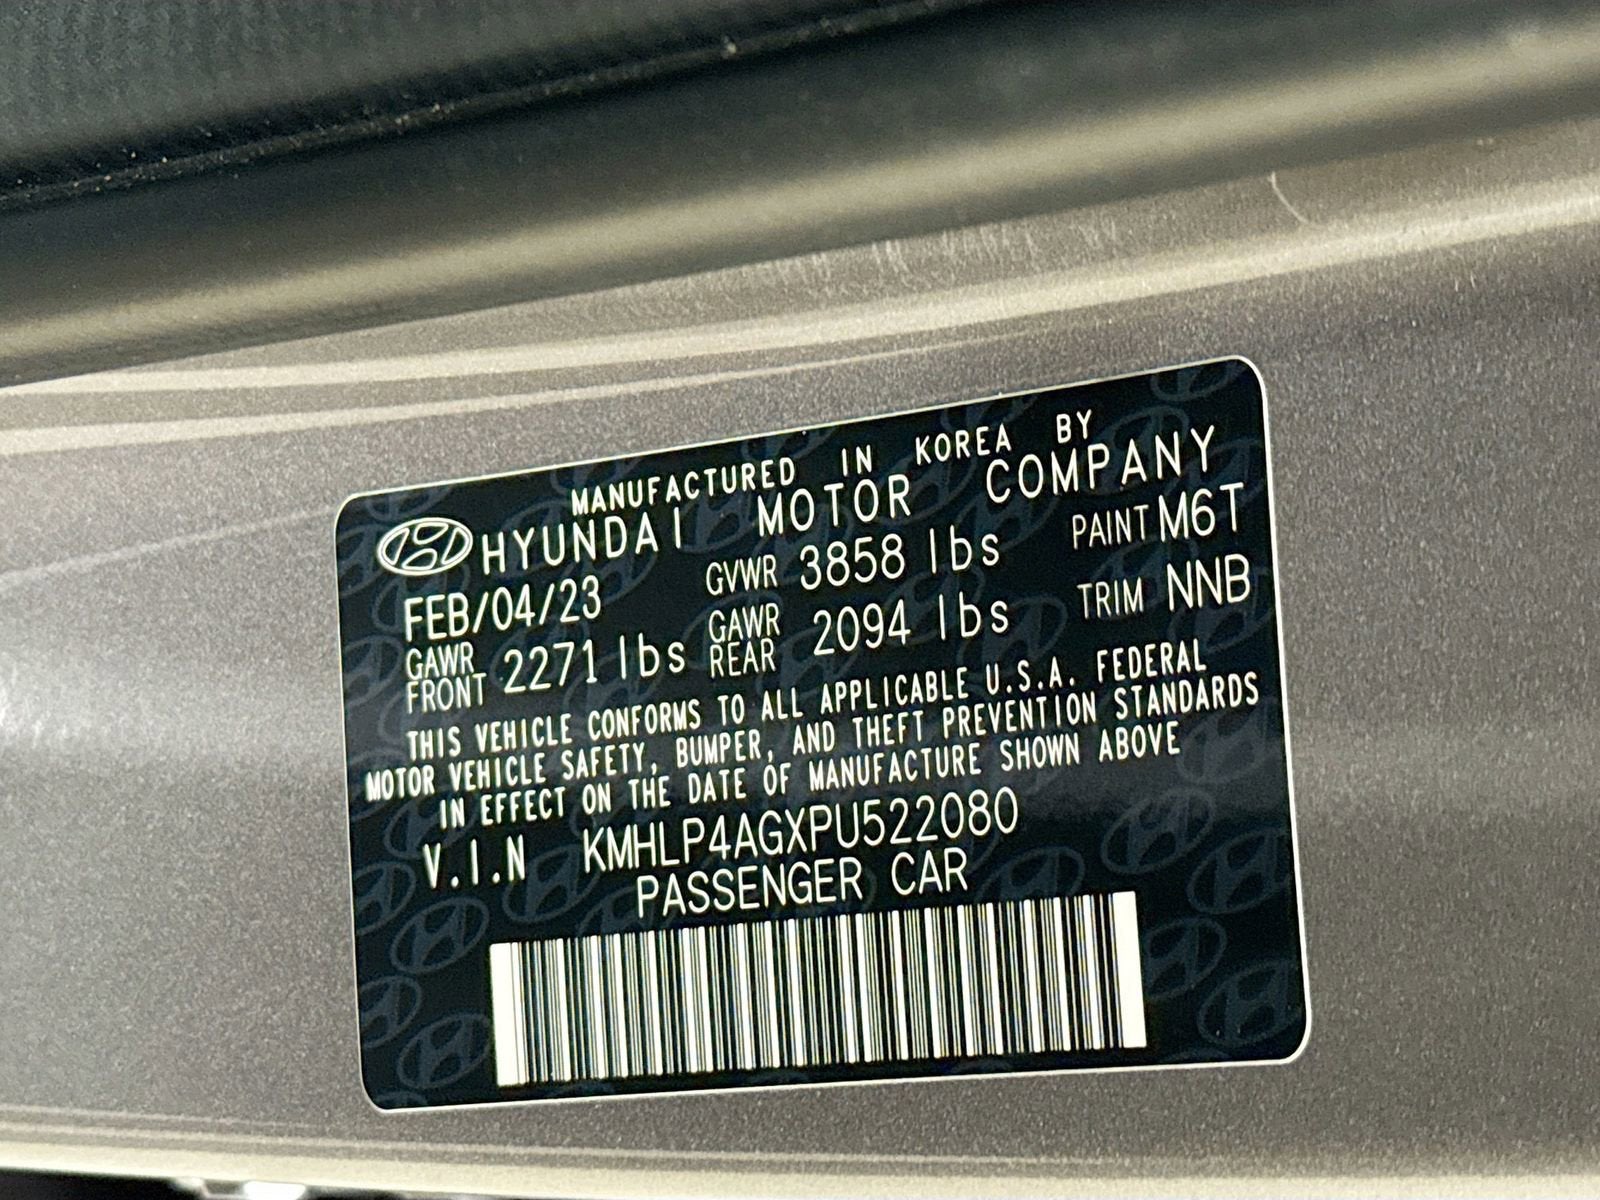 MANUFACTURED IN KOREA BY
HYUNDAI MOTOR COMPANY
FEB/04/23 GVWR 3858 lbs PAINT M6T
GAWR FRONT 2271 lbs GAWR REAR 2094 lbs TRIM NNB
THIS VEHICLE CONFORMS TO ALL APPLICABLE U.S.A. FEDERAL
MOTOR VEHICLE SAFETY, BUMPER, AND THEFT PREVENTION STANDARDS
IN EFFECT ON THE DATE OF MANUFACTURE SHOWN ABOVE
V.I.N KMHLP4AGXPU522080
PASSENGER CAR